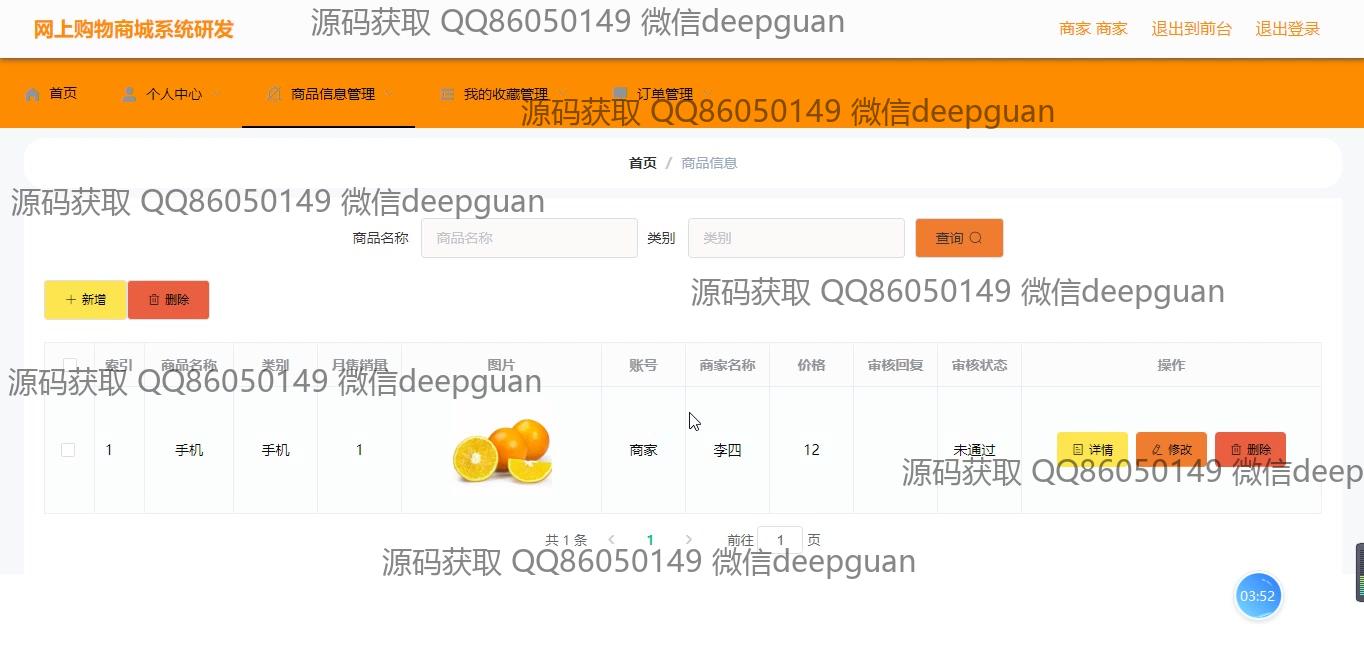 网上购物商城系统研发
源码获取 QQ86050149 微信deepguan
商家 商家 退出到前台 退出登录
首页 个人中心 商品信息管理 我的收藏管理 订单管理
源码获取 QQ86050149 微信deepguan
首页 / 商品信息
源码获取 QQ86050149 微信deepguan
商品名称 商品名称 类别 类别 查询
源码获取 QQ86050149 微信deepguan
新增 删除
索引 商品名称 类别 月售销量 图片 账号 商家名称 价格 审核回复 审核状态 操作
源码获取 QQ86050149 微信deepguan
1 手机 手机 1 商家 李四 12 未通过 详情 修改 删除
源码获取 QQ86050149 微信deep
共 1 条 1 前往 1 页
源码获取 QQ86050149 微信deepguan
03:52